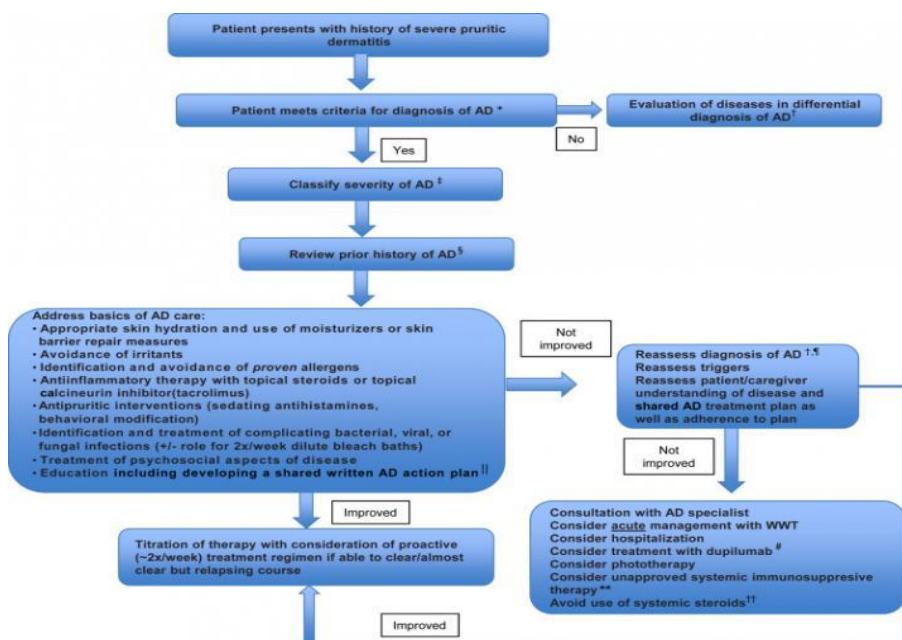 Patient presents with history of severe pruritic
dermatitis
Patient meets criteria for diagnosis of AD *
No
Evaluation of diseases in differential
diagnosis of AD†
Yes
Classify severity of AD ‡
Review prior history of AD§
Address basics of AD care:
• Appropriate skin hydration and use of moisturizers or skin
barrier repair measures
• Avoidance of irritants
• Identification and avoidance of proven allergens
• Antiinflammatory therapy with topical steroids or topical
calcineurin inhibitor(tacrolimus)
• Antipruritic interventions (sedating antihistamines,
behavioral modification)
• Identification and treatment of complicating bacterial, viral, or
fungal infections (+/- role for 2x/week dilute bleach baths)
• Treatment of psychosocial aspects of disease
• Education including developing a shared written AD action plan||
Not
improved
Reassess diagnosis of AD †,¶
Reassess triggers
Reassess patient/caregiver
understanding of disease and
shared AD treatment plan as
well as adherence to plan
Not
improved
Consultation with AD specialist
Consider acute management with WWT
Consider hospitalization
Consider treatment with dupilumab #
Consider phototherapy
Consider unapproved systemic immunosuppresive
therapy **
Avoid use of systemic steroids††
Improved
Titration of therapy with consideration of proactive
(~2x/week) treatment regimen if able to clear/almost
clear but relapsing course
Improved